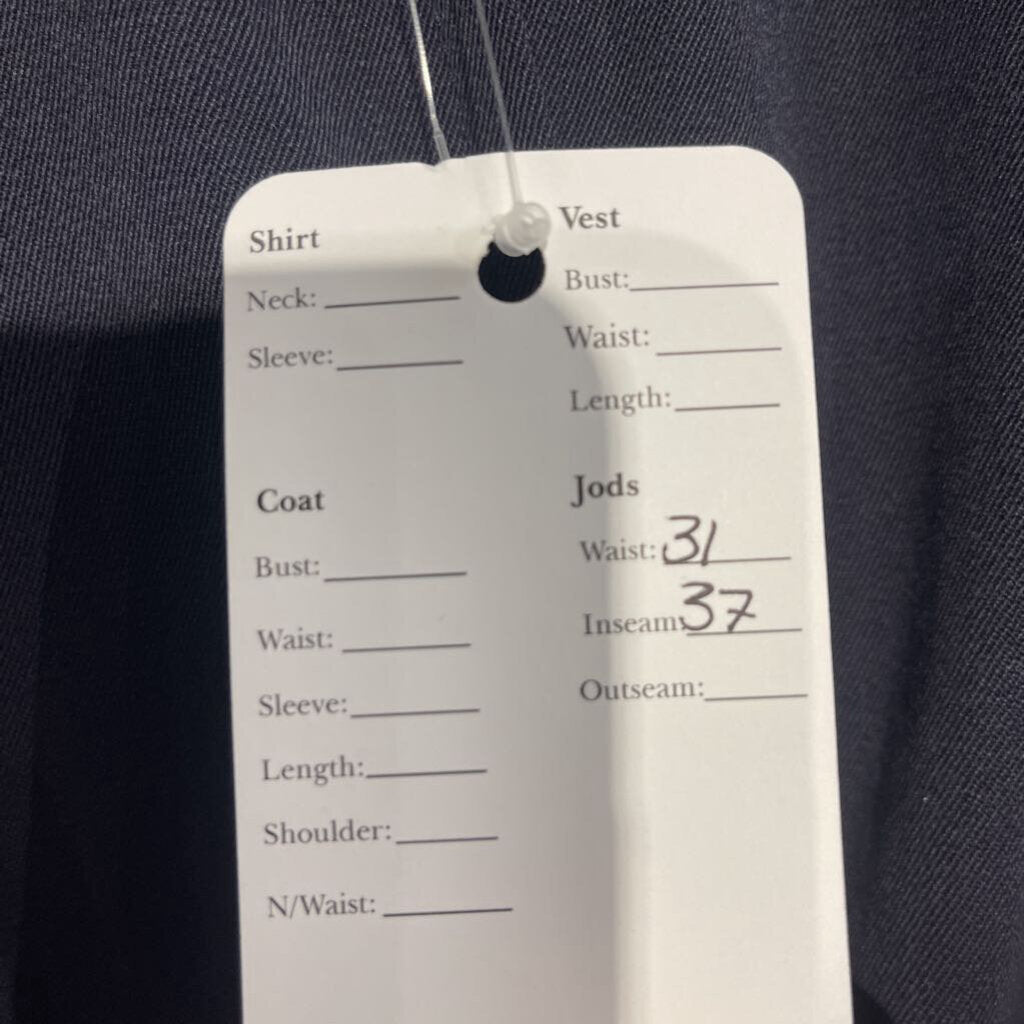 Shirt
Neck:
Sleeve:
Coat
Bust:
Waist:
Sleeve:
Length:
Shoulder:
N/Waist:
Vest
Bust:
Waist:
Length:
Jods
Waist: 31
Inseam: 37
Outseam: